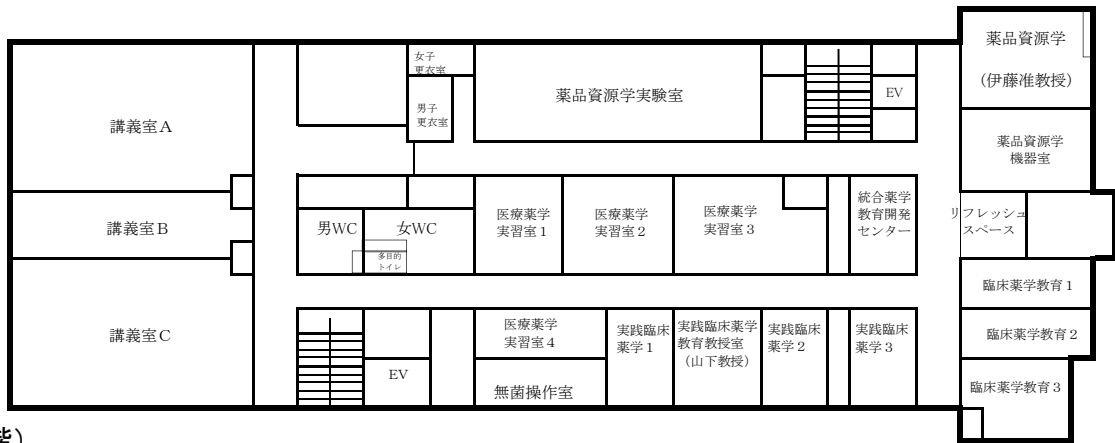 薬品資源学
（伊藤准教授）
女子
更衣室
男子
更衣室
薬品資源学実験室
EV
講義室Ａ
薬品資源学
機器室
講義室Ｂ
男WC
女WC
多目的
トイレ
医療薬学
実習室１
医療薬学
実習室２
医療薬学
実習室３
統合薬学
教育開発
センター
リフレッシュ
スペース
臨床薬学教育１
講義室Ｃ
EV
医療薬学
実習室４
無菌操作室
実践臨床
薬学１
実践臨床薬学
教育教授室
（山下教授）
実践臨床
薬学２
実践臨床
薬学３
臨床薬学教育２
臨床薬学教育３
階）